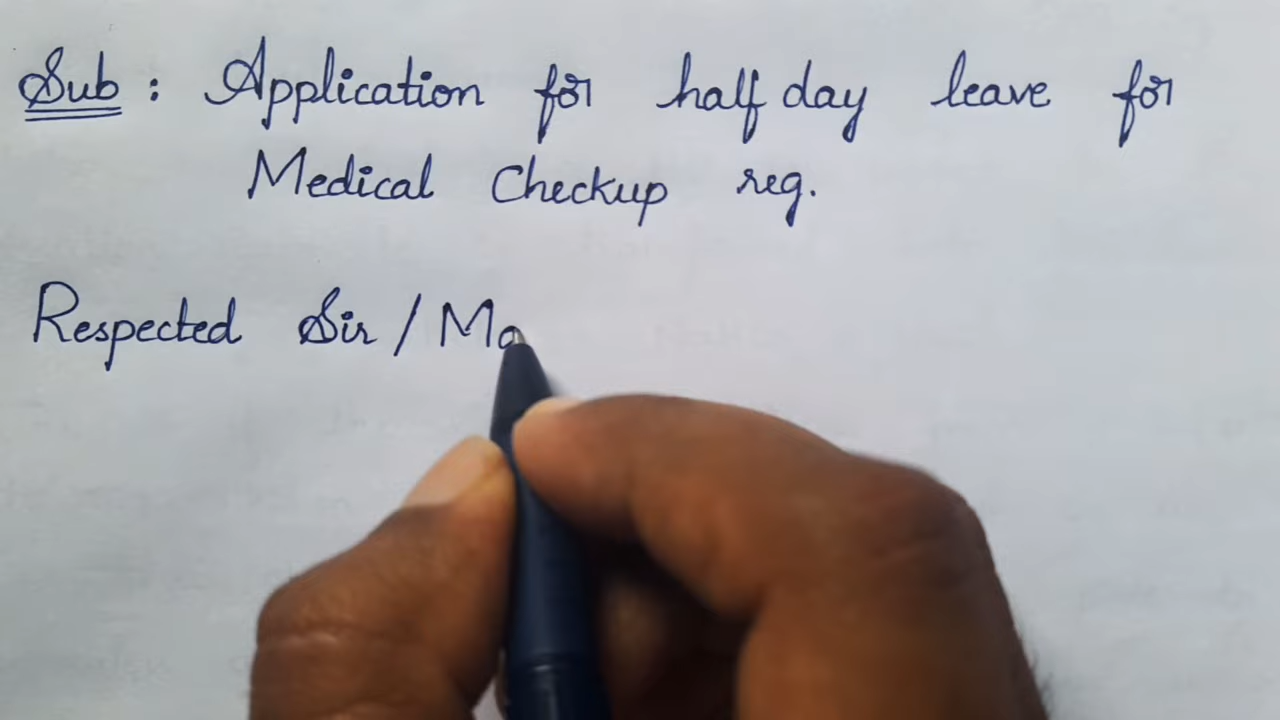 Sub : Application for half day leave for
Medical Checkup reg.
Respected Sir / Ma